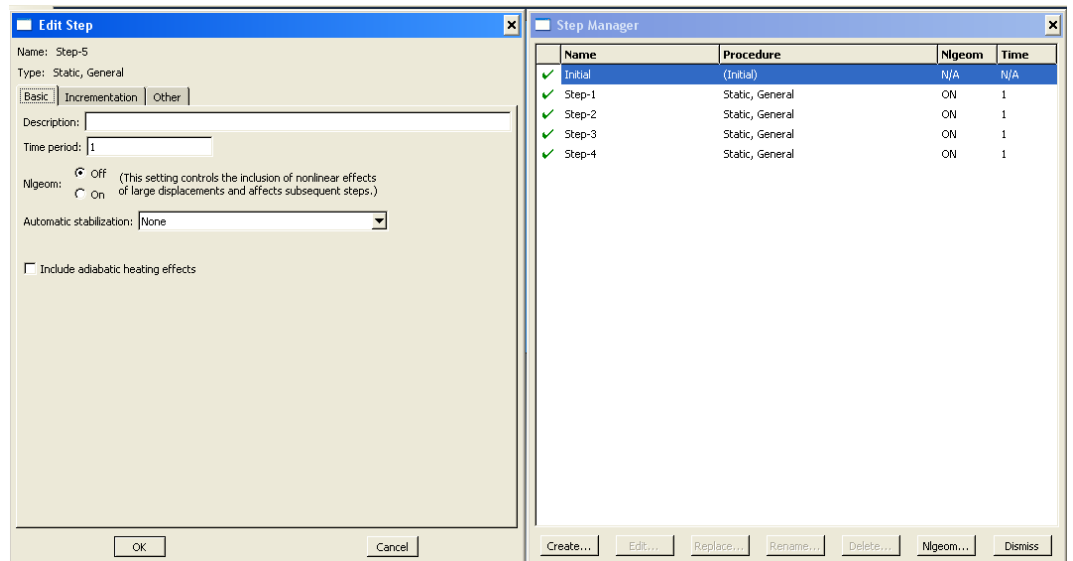 Edit Step
Name: Step-5
Type: Static, General
Basic Incrementation Other
Description:
Time period: 1
Nlgeom: Off (This setting controls the inclusion of nonlinear effects
On of large displacements and affects subsequent steps.)
Automatic stabilization: None
Include adiabatic heating effects
OK Cancel
Step Manager
Name Procedure Nlgeom Time
Initial (Initial) N/A N/A
Step-1 Static, General ON 1
Step-2 Static, General ON 1
Step-3 Static, General ON 1
Step-4 Static, General ON 1
Create... Edit... Replace... Rename... Delete... Nlgeom... Dismiss